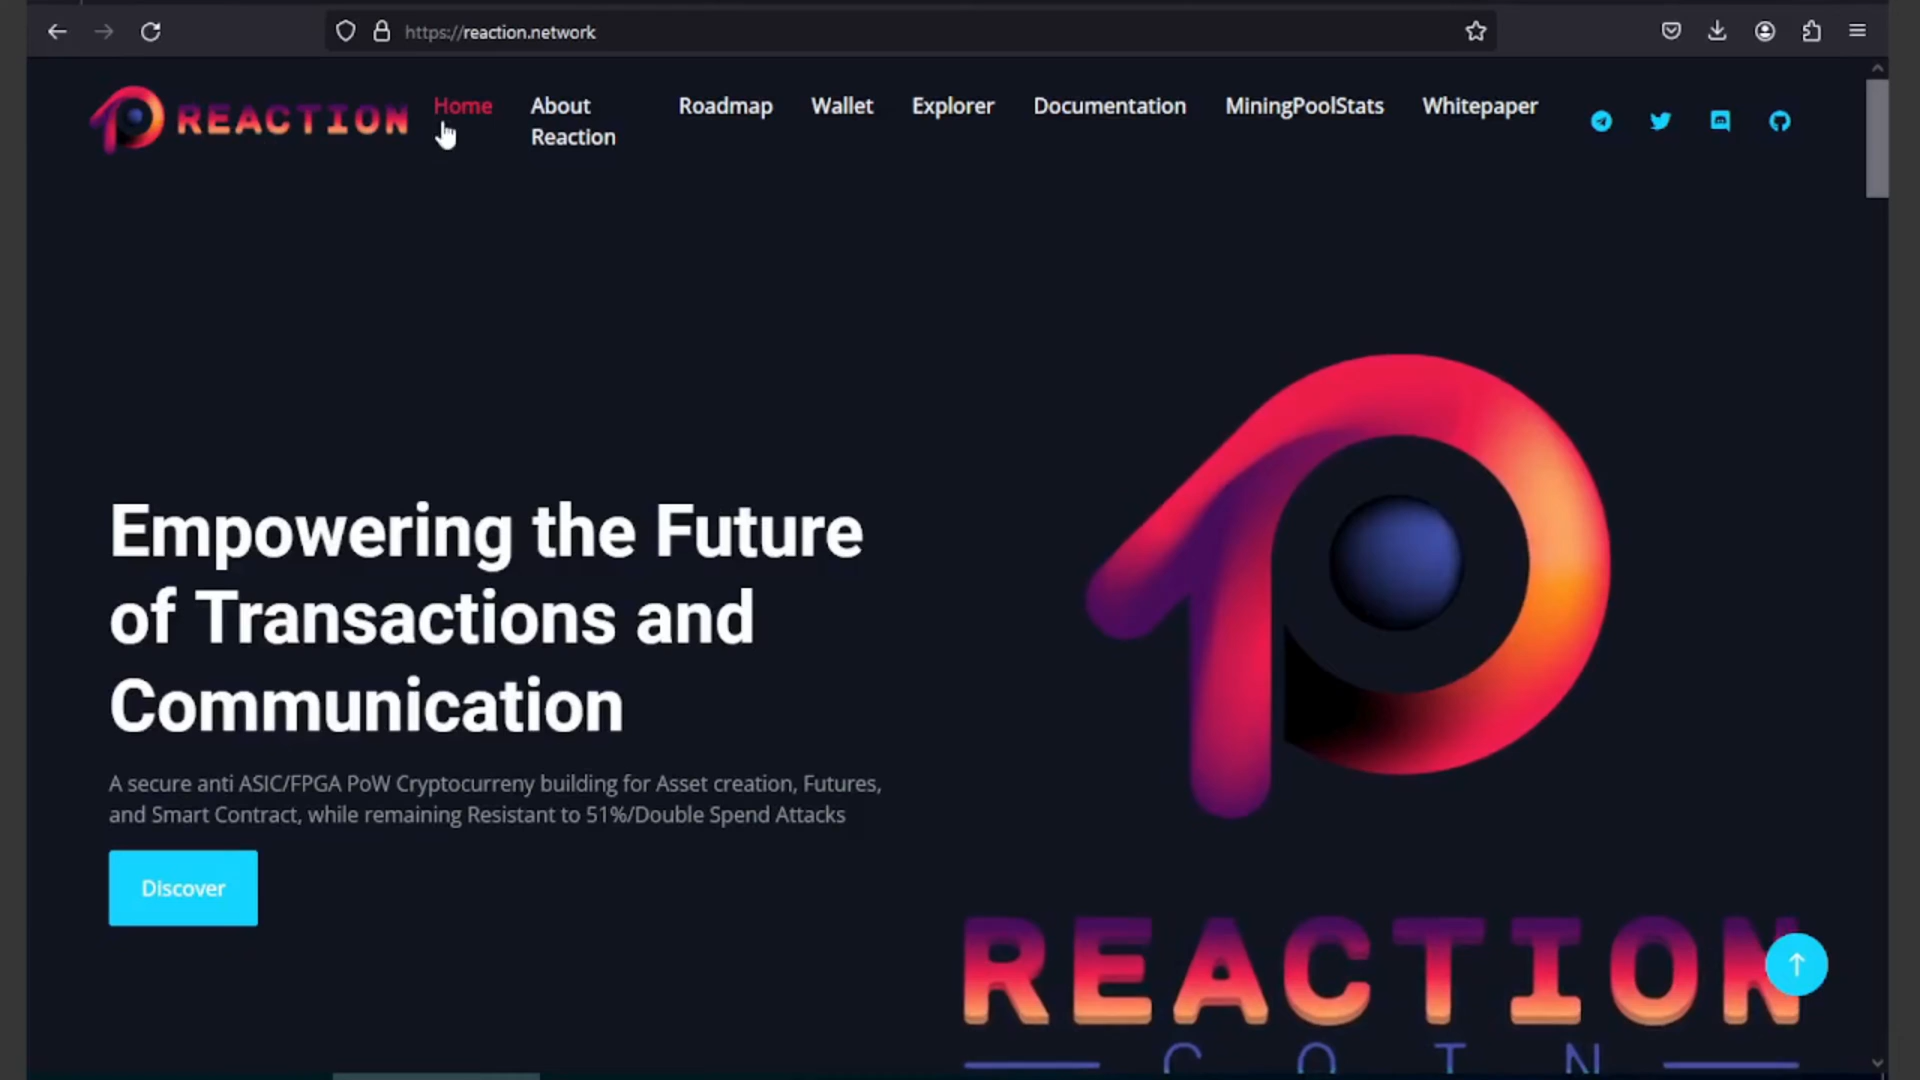 https://reaction.network
REACTION
Home
About
Reaction
Roadmap
Wallet
Explorer
Documentation
MiningPoolStats
Whitepaper
Empowering the Future
of Transactions and
Communication
A secure anti ASIC/FPGA PoW Cryptocurreny building for Asset creation, Futures,
and Smart Contract, while remaining Resistant to 51%/Double Spend Attacks
Discover
REACTION
COIN